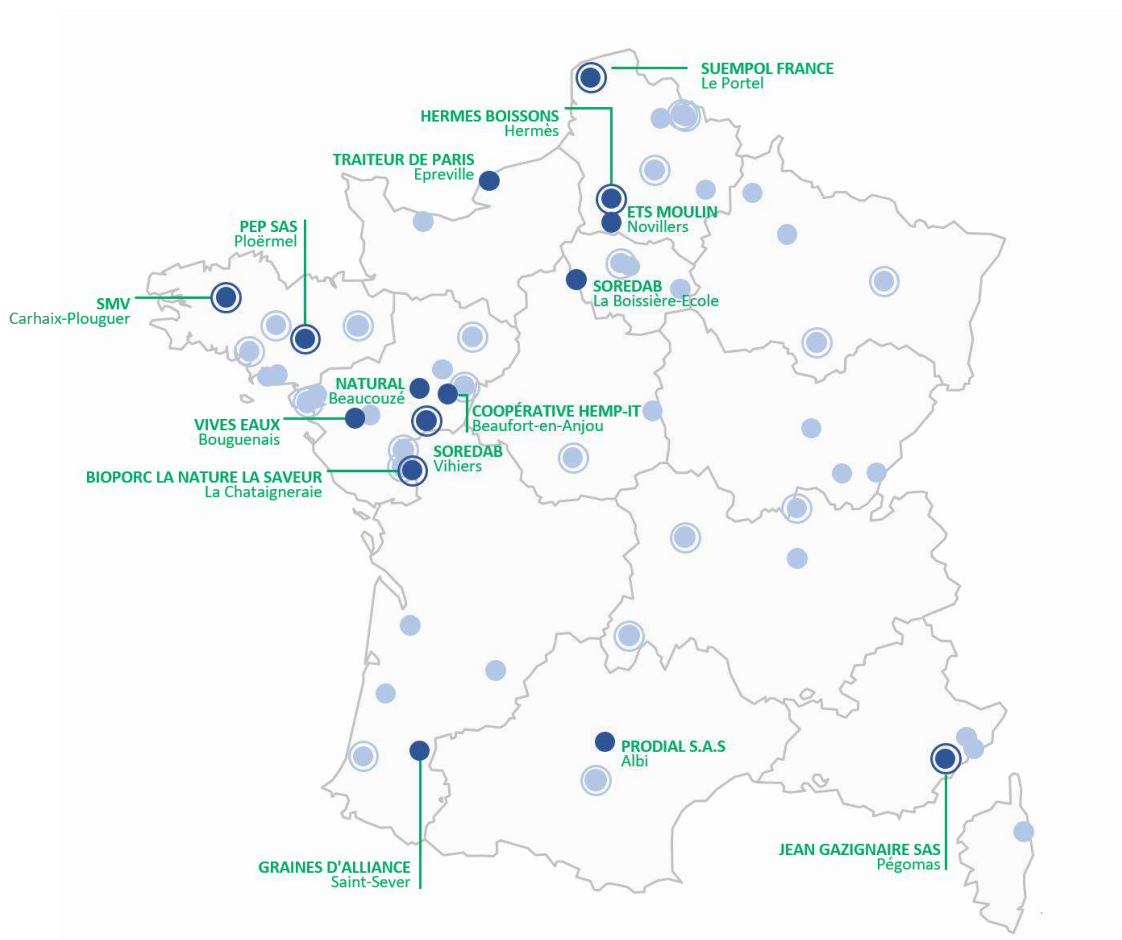 SUEMPOL FRANCE
Le Portel
HERMES BOISSONS
Hermès
TRAITEUR DE PARIS
Epreville
ETS MOULIN
Novillers
PEP SAS
Ploërmel
SOREDAB
La Boissière-Ecole
SMV
Carhaix-Plouguer
NATURAL
Beaucouzé
COOPÉRATIVE HEMP-IT
Beaufort-en-Anjou
VIVES EAUX
Bouguenais
SOREDAB
Vihiers
BIOPORC LA NATURE LA SAVEUR
La Chataigneraie
PRODIAL S.A.S
Albi
JEAN GAZIGNAIRE SAS
Pégomas
GRAINES D'ALLIANCE
Saint-Sever